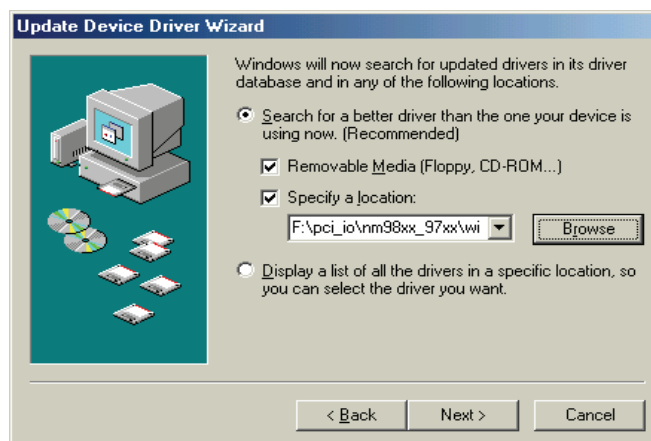 Update Device Driver Wizard
Windows will now search for updated drivers in its driver
database and in any of the following locations.
Search for a better driver than the one your device is
using now. (Recommended)
Removable Media (Floppy, CD-ROM...)
Specify a location:
F:\pci_io\nm98xx_97xx\wi
Browse
Display a list of all the drivers in a specific location, so
you can select the driver you want.
< Back
Next >
Cancel